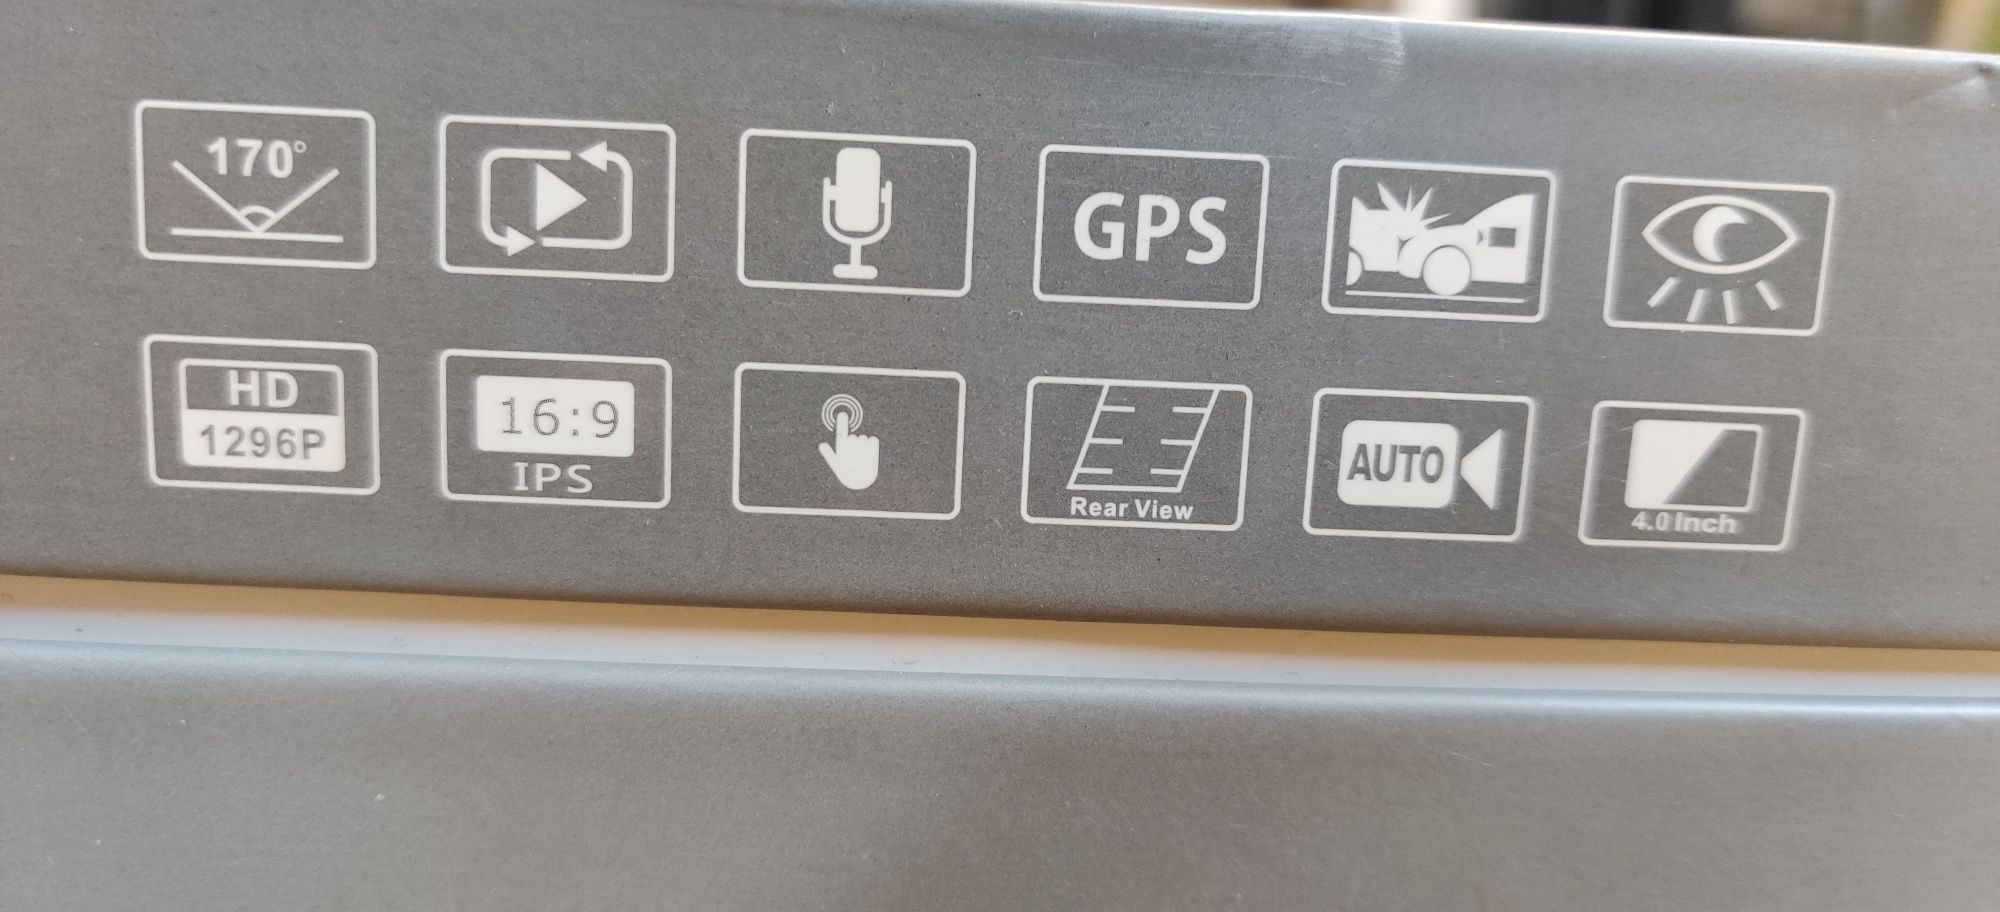 170°
GPS
HD
1296P
16:9
IPS
Rear View
AUTO
4.0 Inch